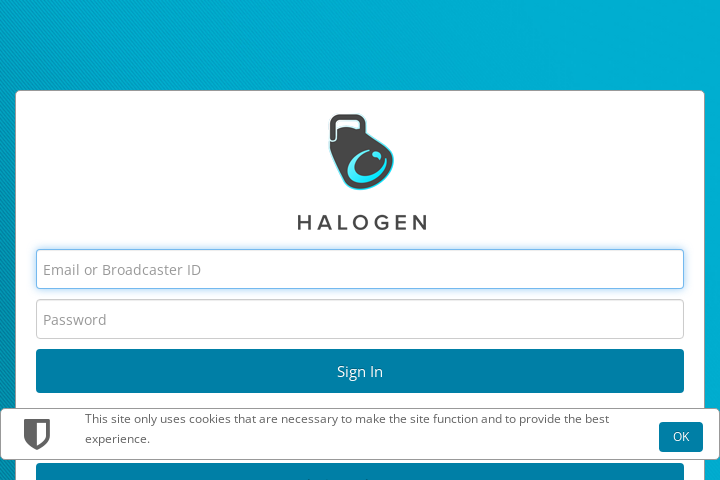 HALOGEN
Email or Broadcaster ID
Password
Sign In
This site only uses cookies that are necessary to make the site function and to provide the best
experience.
OK